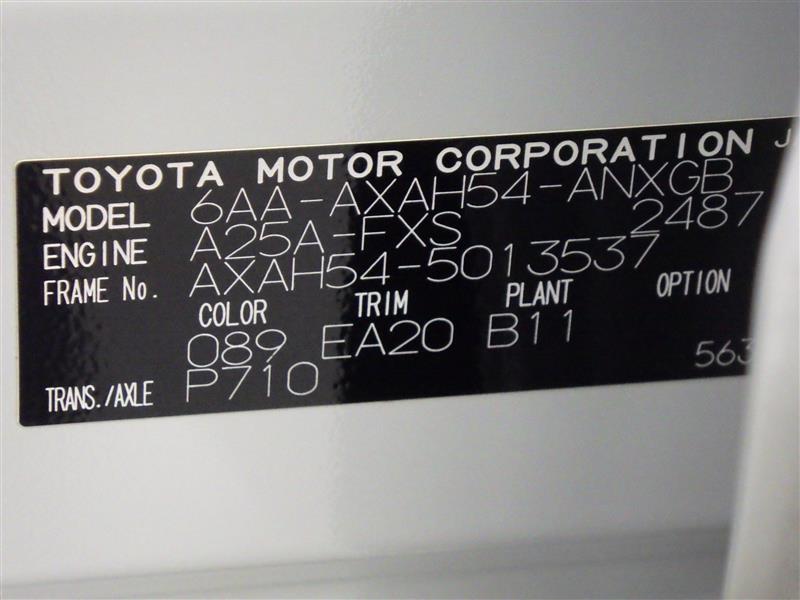 TOYOTA MOTOR CORPORATION J
MODEL 6AA-AXAH54-ANXGB
ENGINE A25A-FXS 2487
FRAME No. AXAH54-5013537
COLOR TRIM PLANT OPTION
089 EA20 B11
TRANS./AXLE P710 563